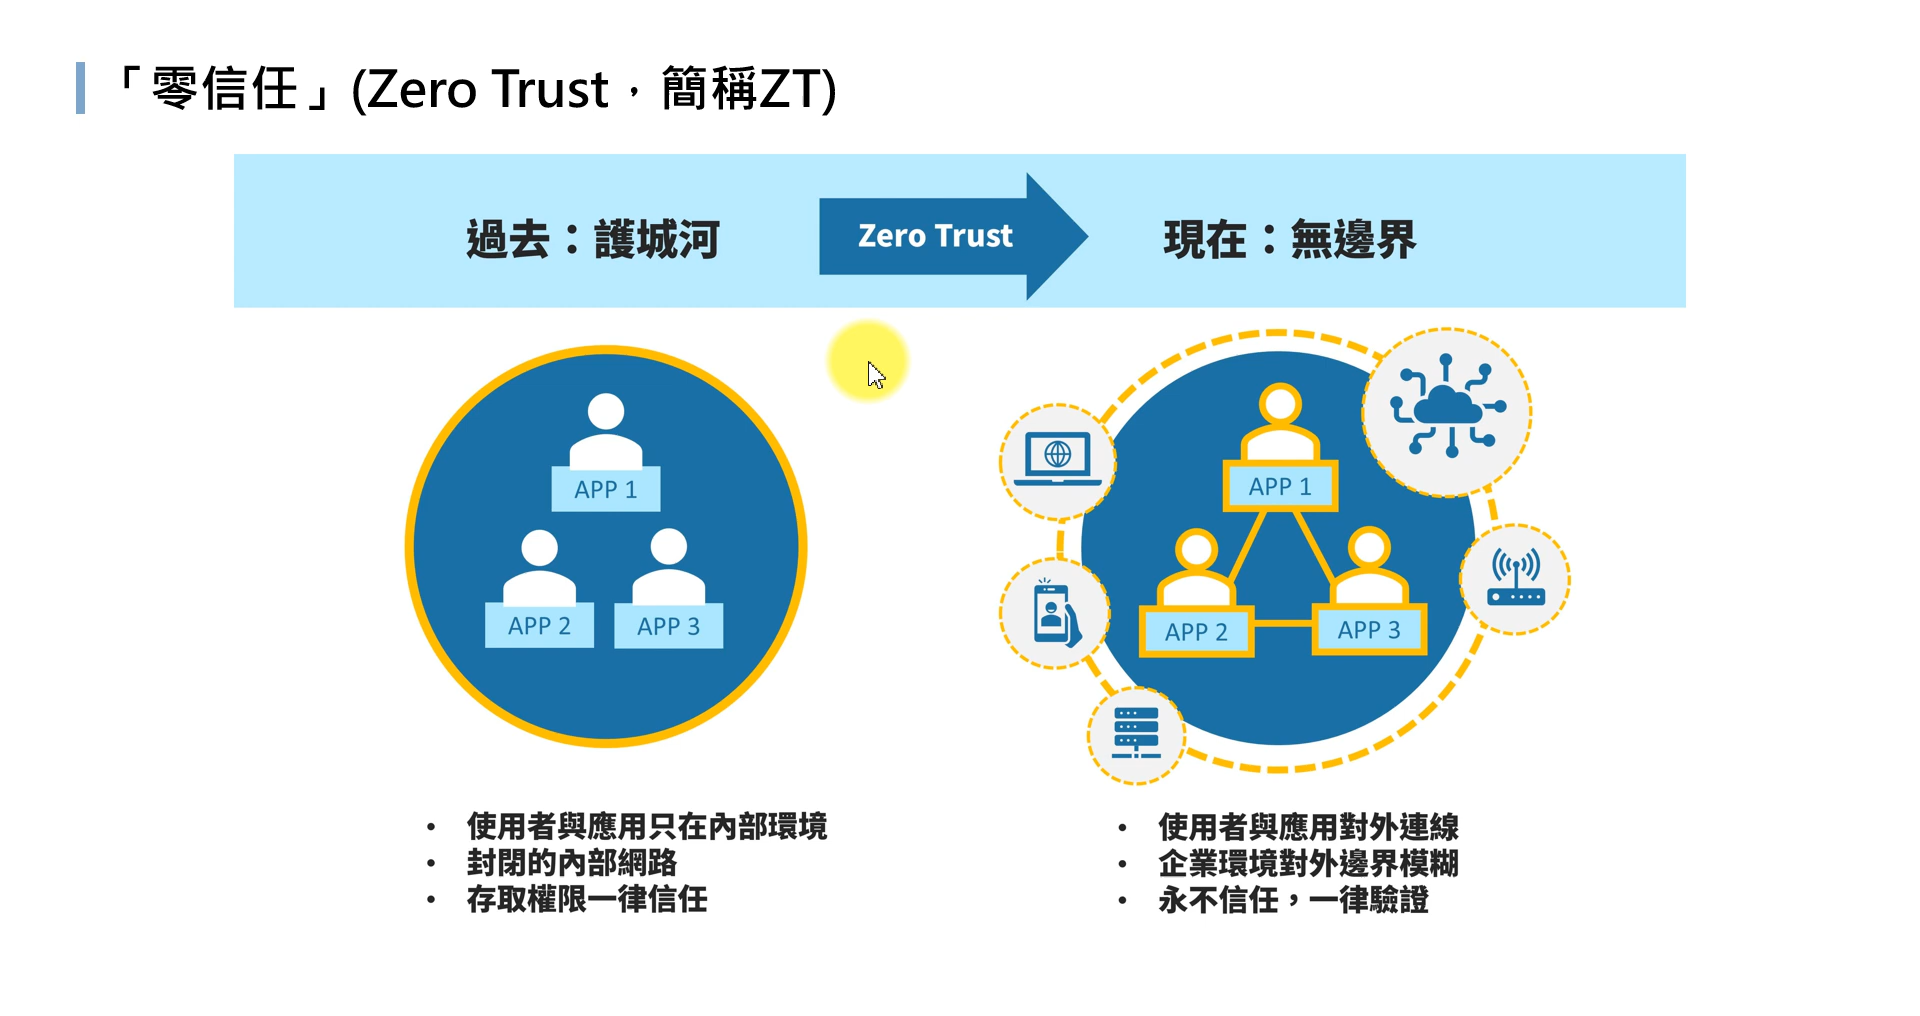 「零信任」(Zero Trust，簡稱ZT)
過去：護城河
Zero Trust
現在：無邊界
APP 1
APP 2
APP 3
APP 1
APP 2
APP 3
• 使用者與應用只在內部環境
• 封閉的內部網路
• 存取權限一律信任
• 使用者與應用對外連線
• 企業環境對外邊界模糊
• 永不信任，一律驗證